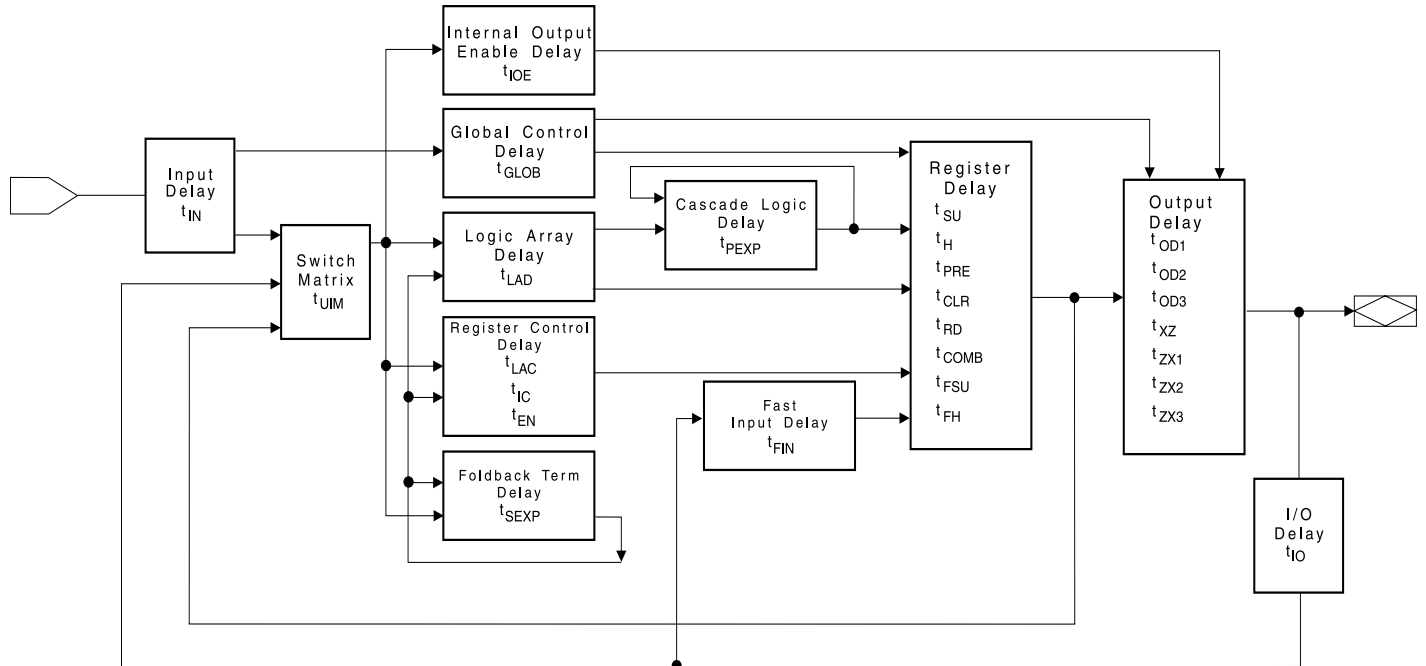 Internal Output
Enable Delay
tIOE
Global Control
Delay
tGLOB
Input
Delay
tIN
Switch
Matrix
tUIM
Logic Array
Delay
tLAD
Cascade Logic
Delay
tPEXP
Register Control
Delay
tLAC
tIC
tEN
Foldback Term
Delay
tSEXP
Fast
Input Delay
tFIN
Register
Delay
tSU
tH
tPRE
tCLR
tRD
tCOMB
tFSU
tFH
Output
Delay
tOD1
tOD2
tOD3
tXZ
tZX1
tZX2
tZX3
I/O
Delay
tIO